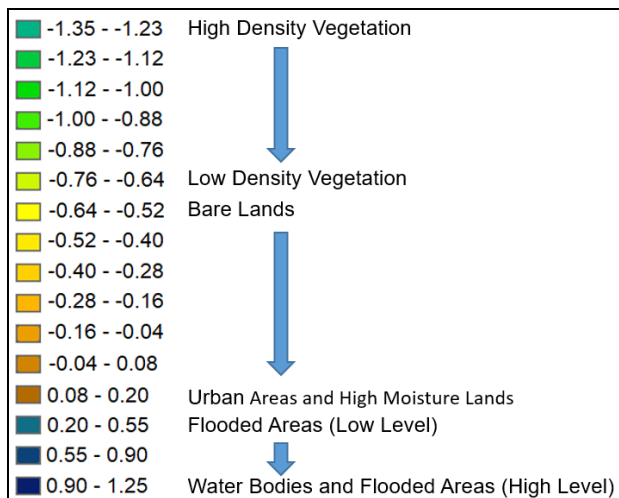 -1.35 - -1.23 High Density Vegetation
-1.23 - -1.12
-1.12 - -1.00
-1.00 - -0.88
-0.88 - -0.76
-0.76 - -0.64 Low Density Vegetation
-0.64 - -0.52 Bare Lands
-0.52 - -0.40
-0.40 - -0.28
-0.28 - -0.16
-0.16 - -0.04
-0.04 - 0.08
0.08 - 0.20 Urban Areas and High Moisture Lands
0.20 - 0.55 Flooded Areas (Low Level)
0.55 - 0.90
0.90 - 1.25 Water Bodies and Flooded Areas (High Level)